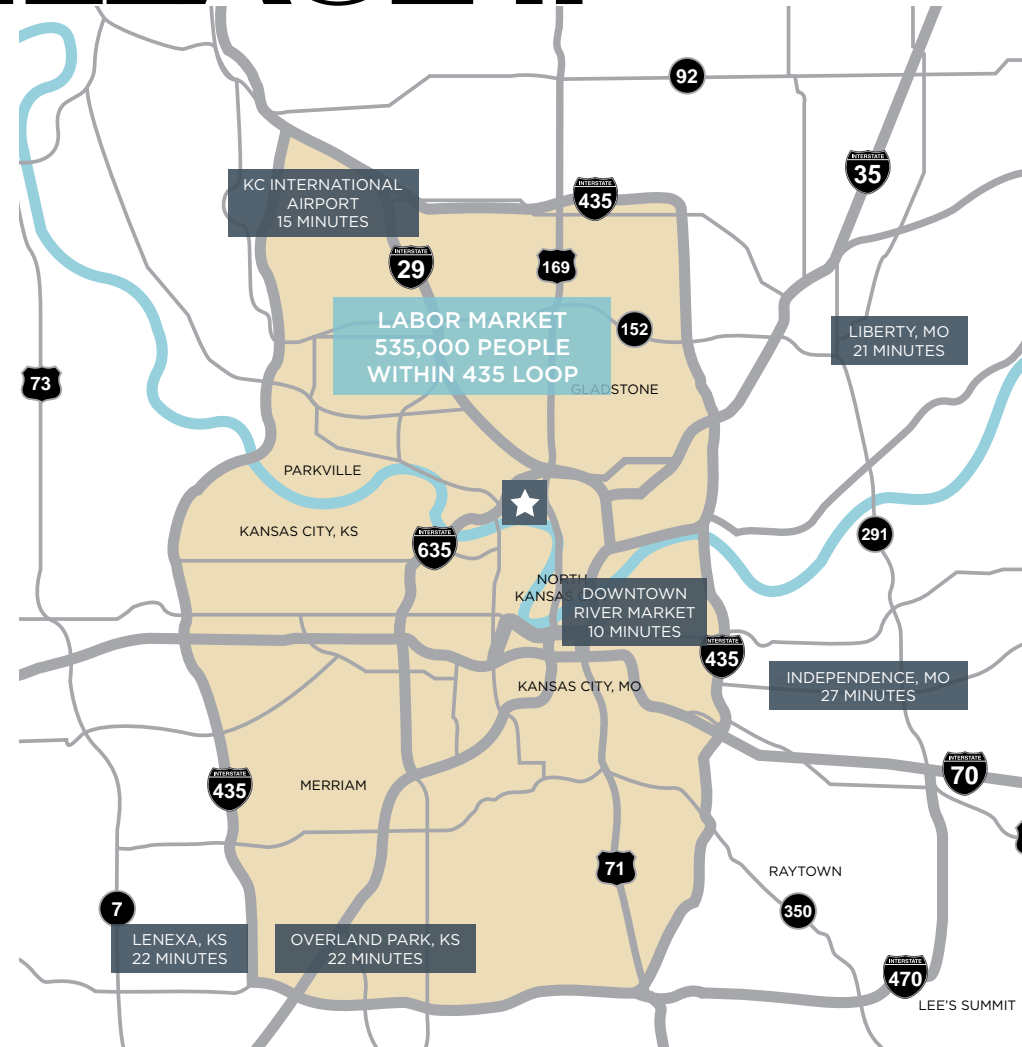 92
INTERSTATE
35
KC INTERNATIONAL
AIRPORT
15 MINUTES
INTERSTATE
435
INTERSTATE
29
169
LABOR MARKET
535,000 PEOPLE
WITHIN 435 LOOP
152
LIBERTY, MO
21 MINUTES
73
GLADSTONE
PARKVILLE
KANSAS CITY, KS
INTERSTATE
635
291
NORTH
KANSAS
DOWNTOWN
RIVER MARKET
10 MINUTES
INTERSTATE
435
INDEPENDENCE, MO
27 MINUTES
KANSAS CITY, MO
INTERSTATE
435
MERRIAM
INTERSTATE
70
71
RAYTOWN
7
350
LENEXA, KS
22 MINUTES
OVERLAND PARK, KS
22 MINUTES
INTERSTATE
470
LEE'S SUMMIT